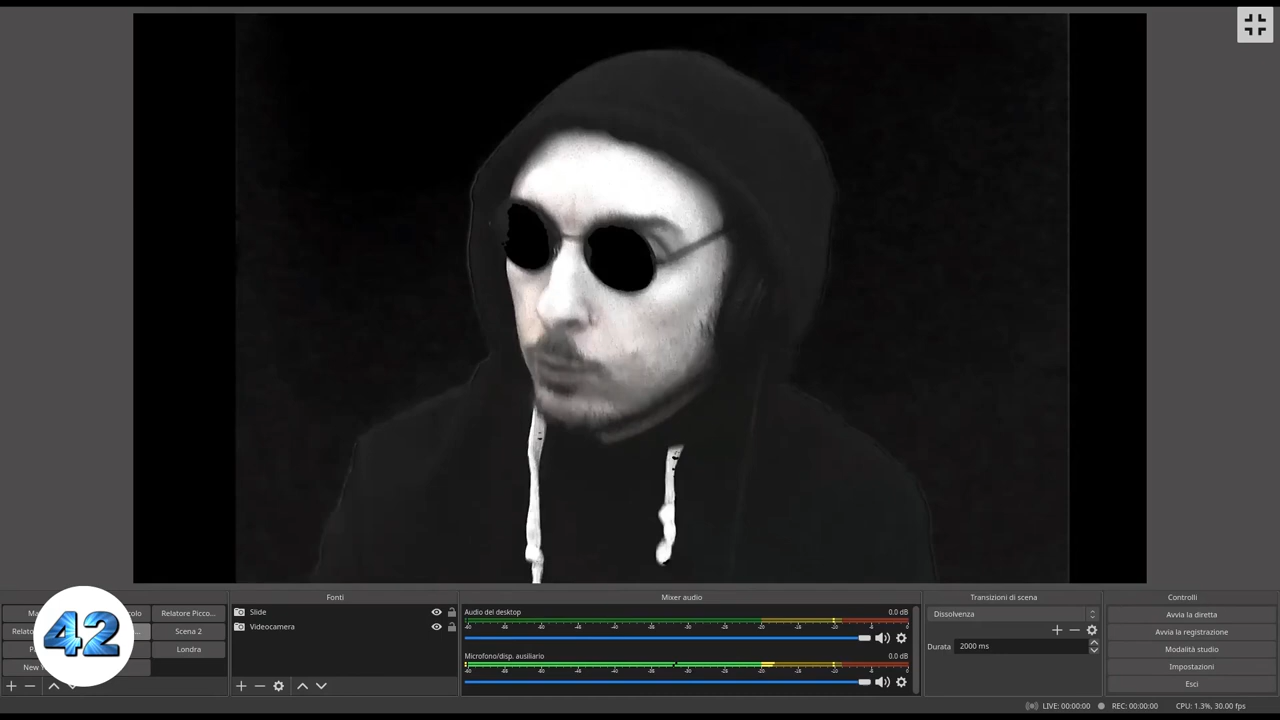 Fonti
Mixer audio
Transizioni di scena
Controlli
Relatore Picco...
Scena 2
Londra
42
Slide
Videocamera
Audio del desktop
0.0 dB
Microfono/disp. ausiliario
0.0 dB
Dissolvenza
Durata
2000 ms
Avvia la diretta
Avvia la registrazione
Modalità studio
Impostazioni
Esci
LIVE: 00:00:00
REC: 00:00:00
CPU: 1.3%, 30.00 fps